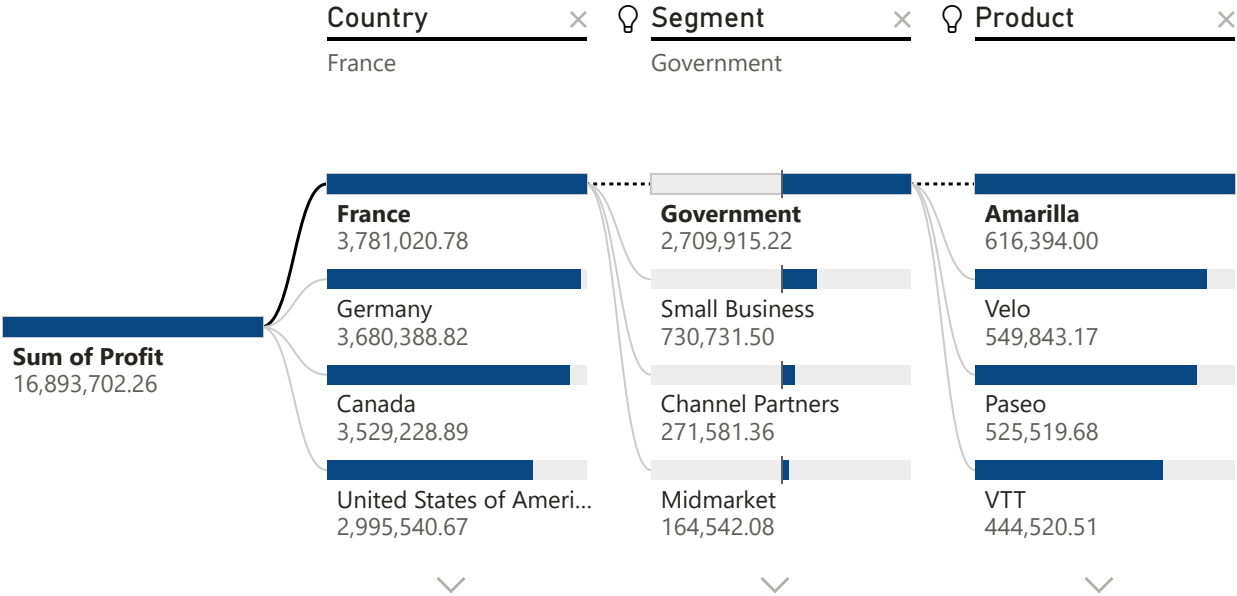 Country
Segment
Product
France
Government
France
3,781,020.78
Government
2,709,915.22
Amarilla
616,394.00
Germany
3,680,388.82
Small Business
730,731.50
Velo
549,843.17
Sum of Profit
16,893,702.26
Canada
3,529,228.89
Channel Partners
271,581.36
Paseo
525,519.68
United States of Ameri...
2,995,540.67
Midmarket
164,542.08
VTT
444,520.51